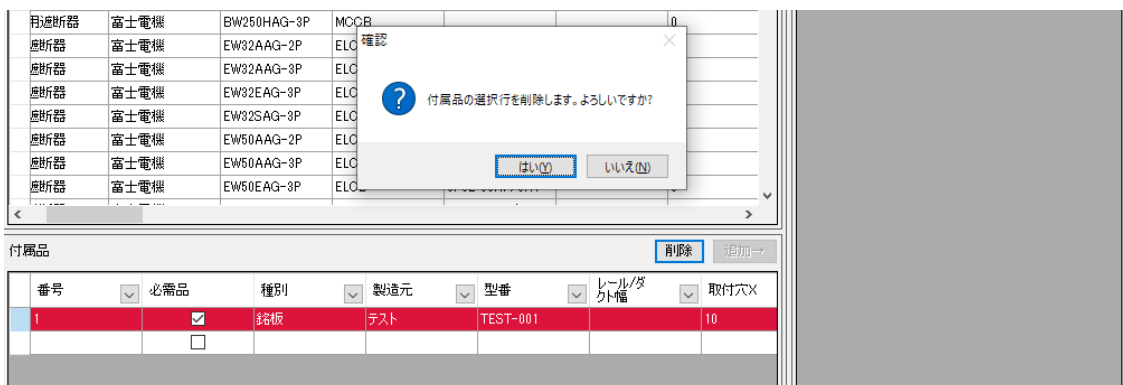 用遮断器 富士電機 BW250HAG-3P MCCB 0
遮断器 富士電機 EW32AAG-2P ELC
遮断器 富士電機 EW32AAG-3P ELC
遮断器 富士電機 EW32EAG-3P ELC
遮断器 富士電機 EW32SAG-3P ELC
遮断器 富士電機 EW50AAG-2P ELC
遮断器 富士電機 EW50AAG-3P ELC
遮断器 富士電機 EW50EAG-3P
確認
付属品の選択行を削除します。よろしいですか?
はい(Y) いいえ(N)
付属品 削除 追加→
番号 必需品 種別 製造元 型番 レール/ダクト幅 取付穴X
1 銘板 テスト TEST-001 10